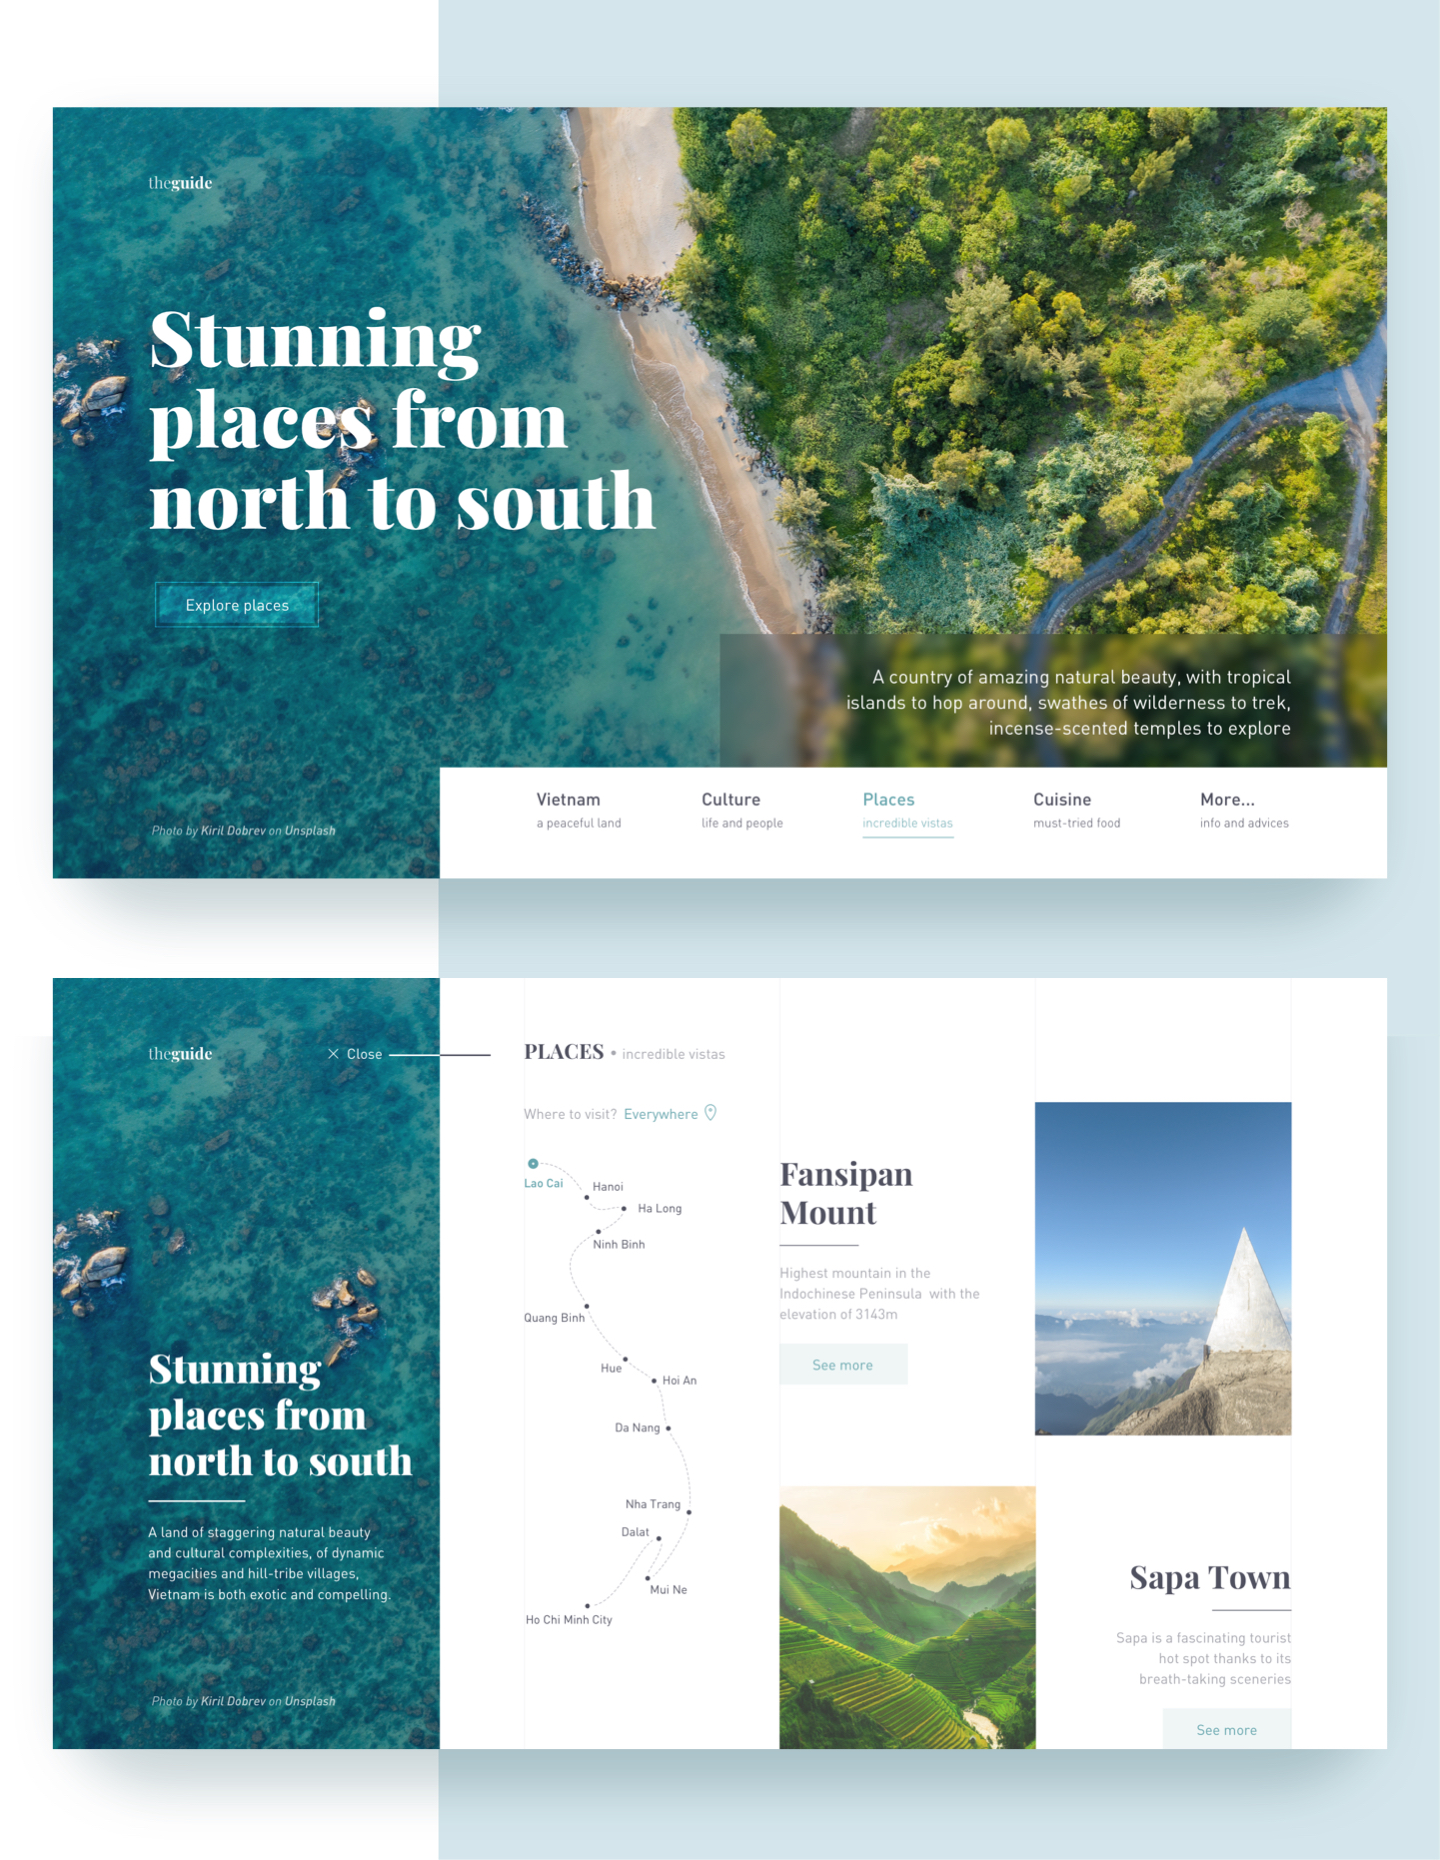 theguide
Stunning
places from
north to south
Explore places
A country of amazing natural beauty, with tropical
islands to hop around, swathes of wilderness to trek,
incense-scented temples to explore
Vietnam
a peaceful land
Culture
life and people
Places
incredible vistas
Cuisine
must-tried food
More...
info and advices
Photo by Kiril Dobrev on Unsplash
theguide
× Close
PLACES • incredible vistas
Where to visit? Everywhere
Lao Cai
Hanoi
Ha Long
Ninh Binh
Quang Binh
Hue
Hoi An
Da Nang
Nha Trang
Dalat
Mui Ne
Ho Chi Minh City
Fansipan
Mount
Highest mountain in the
Indochinese Peninsula with the
elevation of 3143m
See more
Stunning
places from
north to south
A land of staggering natural beauty
and cultural complexities, of dynamic
megacities and hill-tribe villages,
Vietnam is both exotic and compelling.
Photo by Kiril Dobrev on Unsplash
Sapa Town
Sapa is a fascinating tourist
hot spot thanks to its
breath-taking sceneries
See more